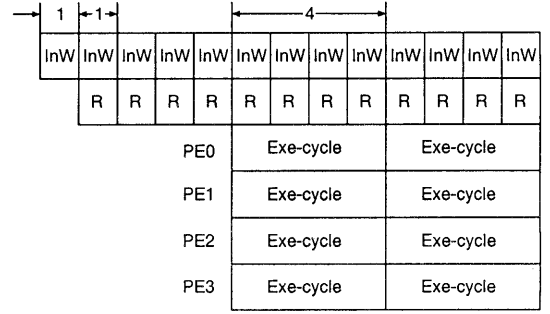 1 1 4
InW InW InW InW InW InW InW InW InW InW InW InW InW
R R R R R R R R R R R R
PE0 Exe-cycle Exe-cycle
PE1 Exe-cycle Exe-cycle
PE2 Exe-cycle Exe-cycle
PE3 Exe-cycle Exe-cycle